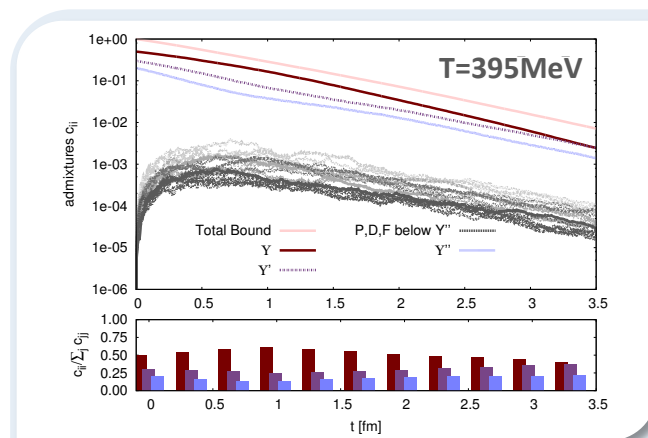 T=395MeV
admixtures c_ii
1e+00
1e-01
1e-02
1e-03
1e-04
1e-05
1e-06
Total Bound
Y
Y'
P,D,F below Y''
Y''
0 0.5 1 1.5 2 2.5 3 3.5
c_ii/Σ_j c_jj
1.00
0.75
0.50
0.25
0.00
0 0.5 1 1.5 2 2.5 3 3.5
t [fm]